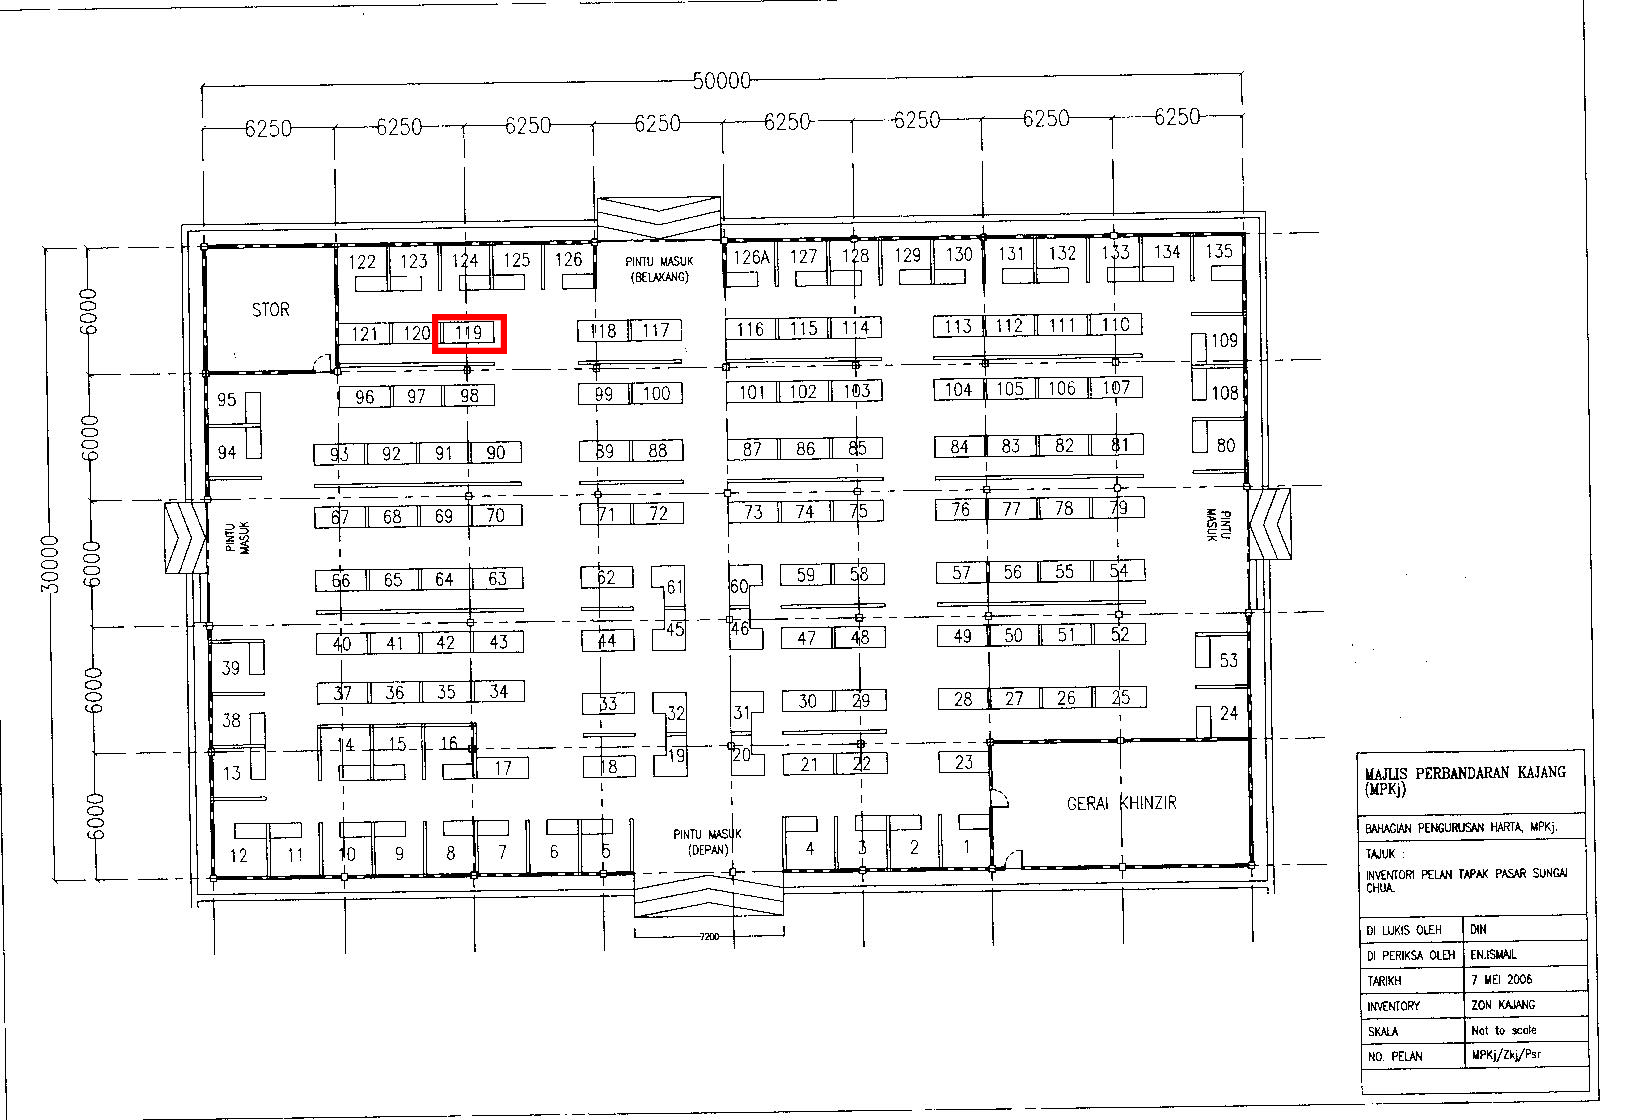 50000
6250 6250 6250 6250 6250 6250 6250 6250
122 123 124 125 126 PINTU MASUK 126A 127 128 129 130 131 132 133 134 135
(BELAKANG)
6000 STOR
121 120 119 118 117 116 115 114 113 112 111 110 109
95 96 97 98 99 100 101 102 103 104 105 106 107 108
6000 94 93 92 91 90 89 88 87 86 85 84 83 82 81 80
67 68 69 70 71 72 73 74 75 76 77 78 79
PINTU
MASUK
PINTU
MASUK
30000 6000 66 65 64 63 62 61 60 59 58 57 56 55 54
39 40 41 42 43 44 45 46 47 48 49 50 51 52 53
6000 38 37 36 35 34 33 32 31 30 29 28 27 26 25 24
13 14 15 16 17 18 19 20 21 22 23
6000 GERAI KHINZIR
PINTU MASUK
(DEPAN)
12 11 10 9 8 7 6 5 4 3 2 1
7200
MAJLIS PERBANDARAN KAJANG
(MPKj)
BAHAGIAN PENGURUSAN HARTA, MPKj.
TAJUK :
INVENTORI PELAN TAPAK PASAR SUNGAI
CHUA.
DI LUKIS OLEH DIN
DI PERIKSA OLEH EN.ISMAIL
TARIKH 7 MEI 2006
INVENTORY ZON KAJANG
SKALA Not to scale
NO. PELAN MPKj/Zkj/Psr